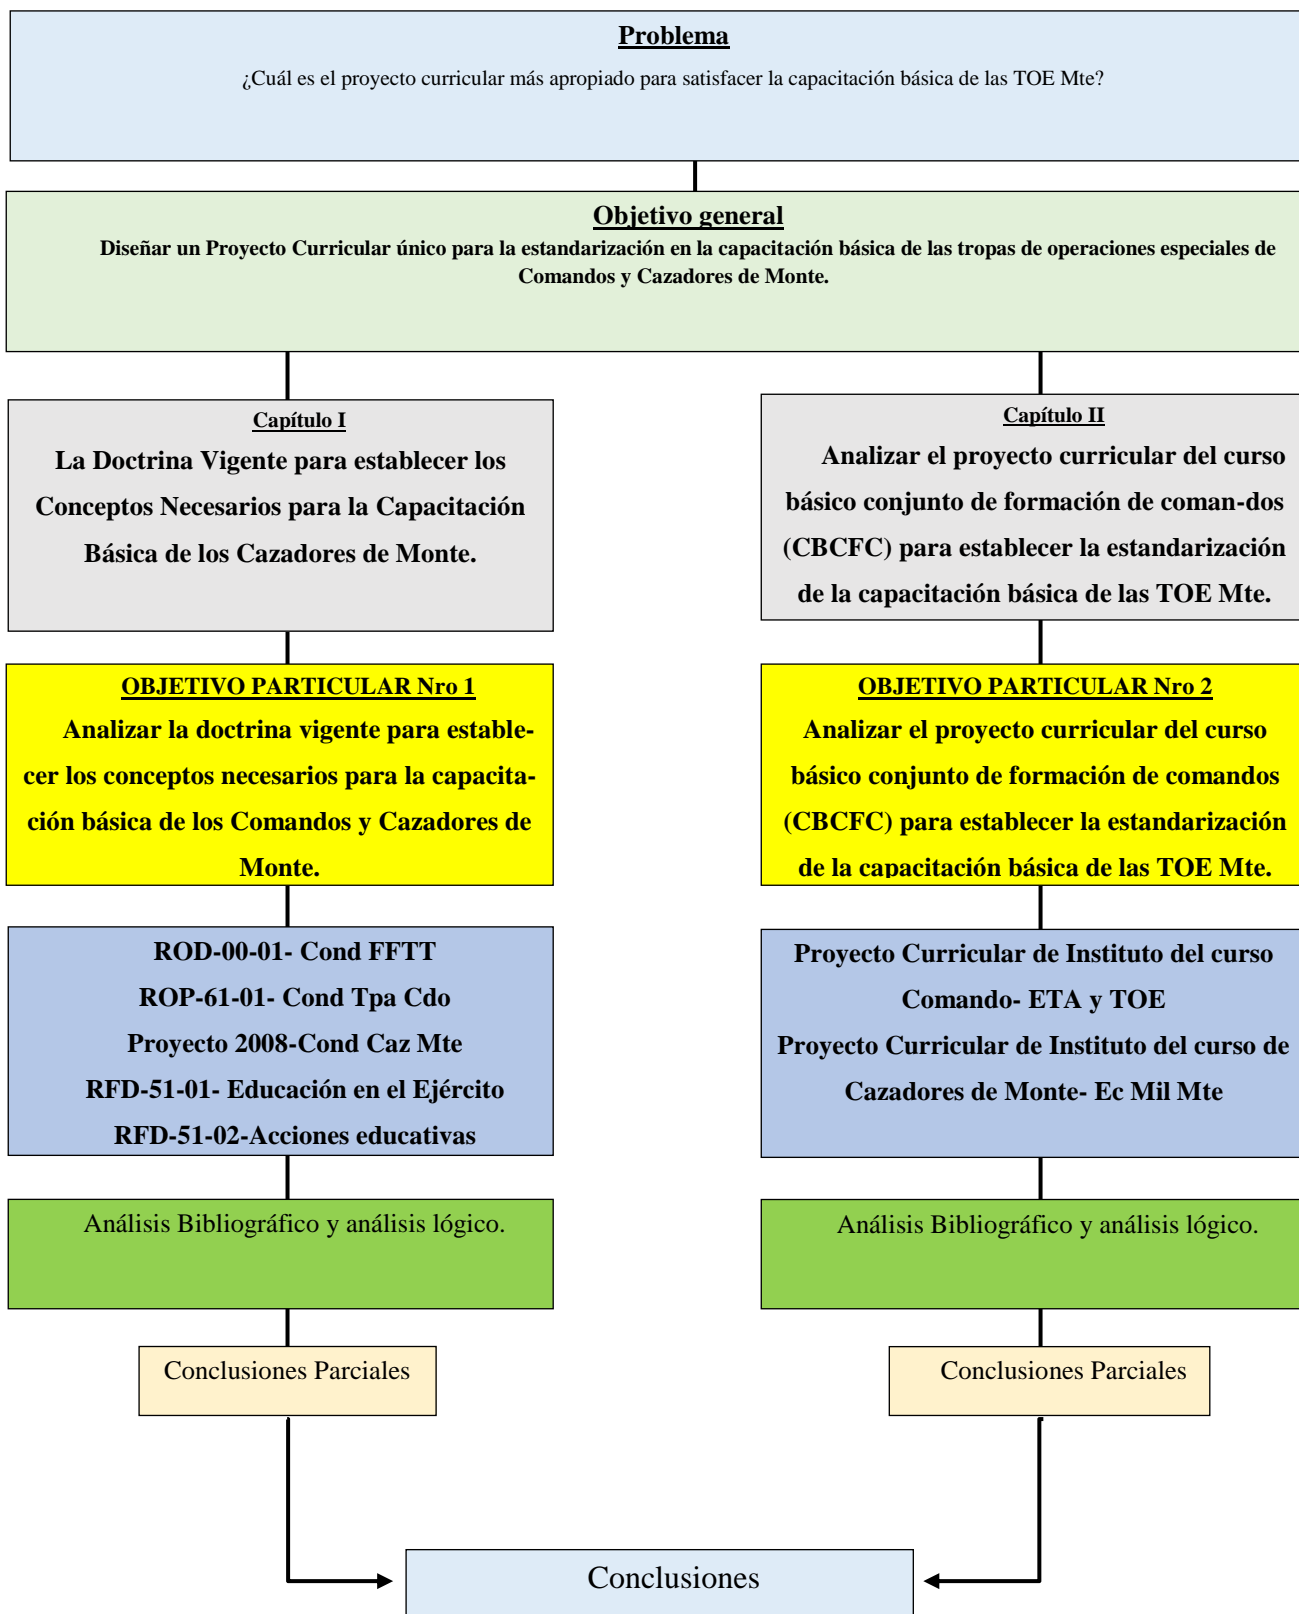 Problema
¿Cuál es el proyecto curricular más apropiado para satisfacer la capacitación básica de las TOE Mte?
Objetivo general
Diseñar un Proyecto Curricular único para la estandarización en la capacitación básica de las tropas de operaciones especiales de
Comandos y Cazadores de Monte.
Capítulo I
La Doctrina Vigente para establecer los
Conceptos Necesarios para la Capacitación
Básica de los Cazadores de Monte.
Capítulo II
Analizar el proyecto curricular del curso
básico conjunto de formación de coman-dos
(CBCFC) para establecer la estandarización
de la capacitación básica de las TOE Mte.
OBJETIVO PARTICULAR Nro 1
Analizar la doctrina vigente para estable-
cer los conceptos necesarios para la capacita-
ción básica de los Comandos y Cazadores de
Monte.
OBJETIVO PARTICULAR Nro 2
Analizar el proyecto curricular del curso
básico conjunto de formación de comandos
(CBCFC) para establecer la estandarización
de la capacitación básica de las TOE Mte.
ROD-00-01- Cond FFTT
ROP-61-01- Cond Tpa Cdo
Proyecto 2008-Cond Caz Mte
RFD-51-01- Educación en el Ejército
RFD-51-02-Acciones educativas
Proyecto Curricular de Instituto del curso
Comando- ETA y TOE
Proyecto Curricular de Instituto del curso de
Cazadores de Monte- Ec Mil Mte
Análisis Bibliográfico y análisis lógico.
Análisis Bibliográfico y análisis lógico.
Conclusiones Parciales
Conclusiones Parciales
Conclusiones